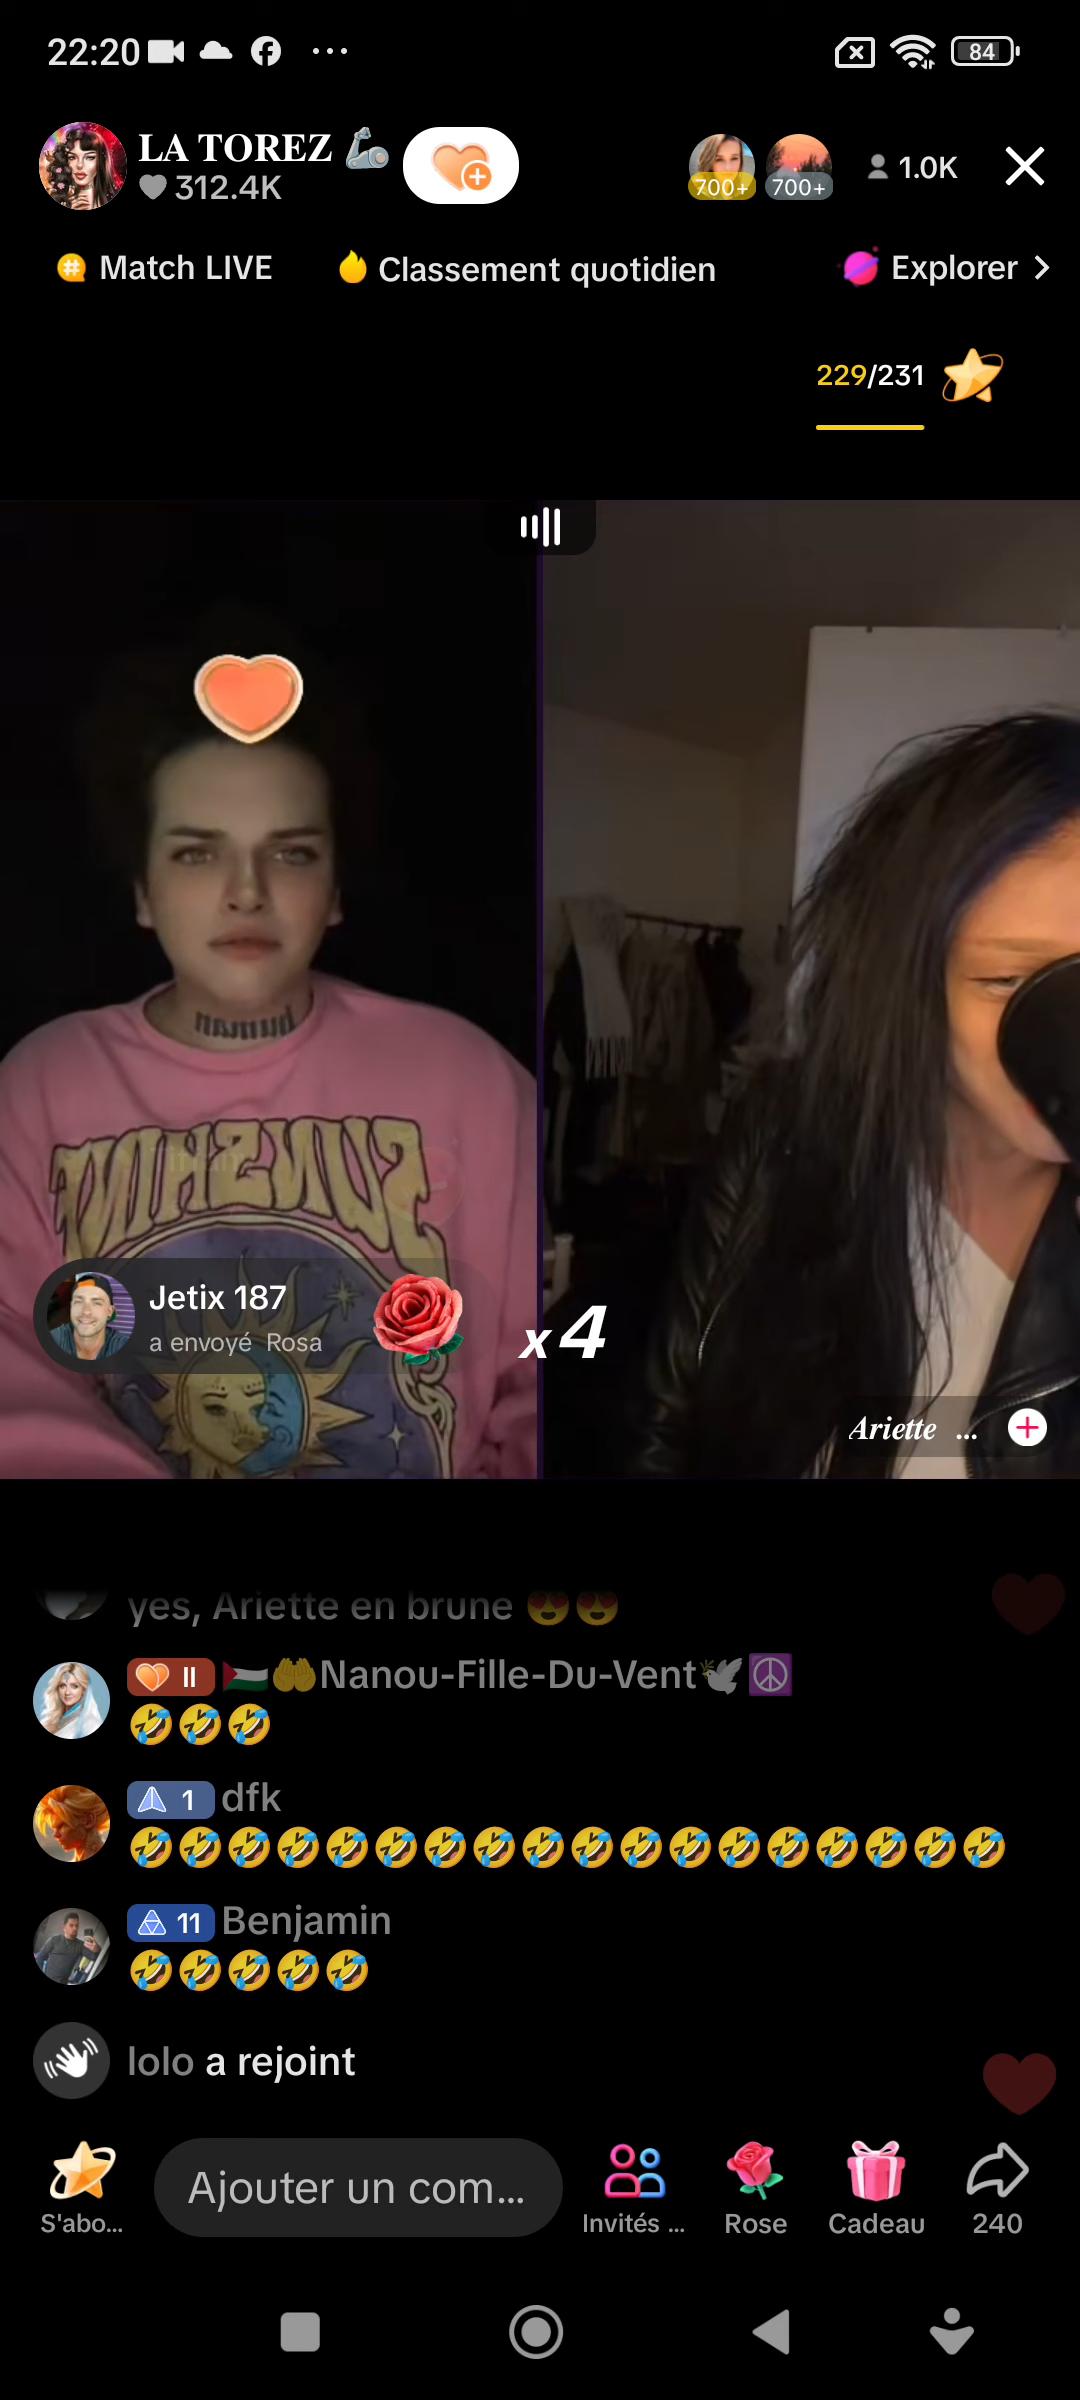 22:20
84
LA TOREZ 🦾
312.4K
700+
700+
1.0K
Match LIVE
Classement quotidien
Explorer
229/231
human
SUNSHINE
Jetix 187
a envoyé Rosa
x4
Ariette ...
yes, Ariette en brune 😍😍
II 🇵🇸🤲Nanou-Fille-Du-Vent🕊️☮️
🤣🤣🤣
1 dfk
🤣🤣🤣🤣🤣🤣🤣🤣🤣🤣🤣🤣🤣🤣🤣🤣🤣🤣
11 Benjamin
🤣🤣🤣🤣🤣
lolo a rejoint
S'abo...
Ajouter un com...
Invités ...
Rose
Cadeau
240